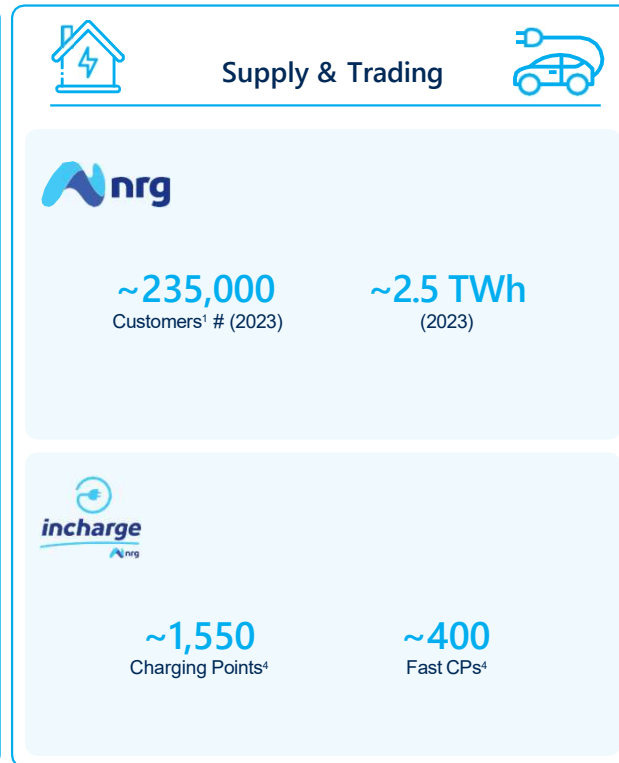 Supply & Trading
nrg
~235,000
Customers¹ # (2023)
~2.5 TWh
(2023)
incharge
nrg
~1,550
Charging Points⁴
~400
Fast CPs⁴